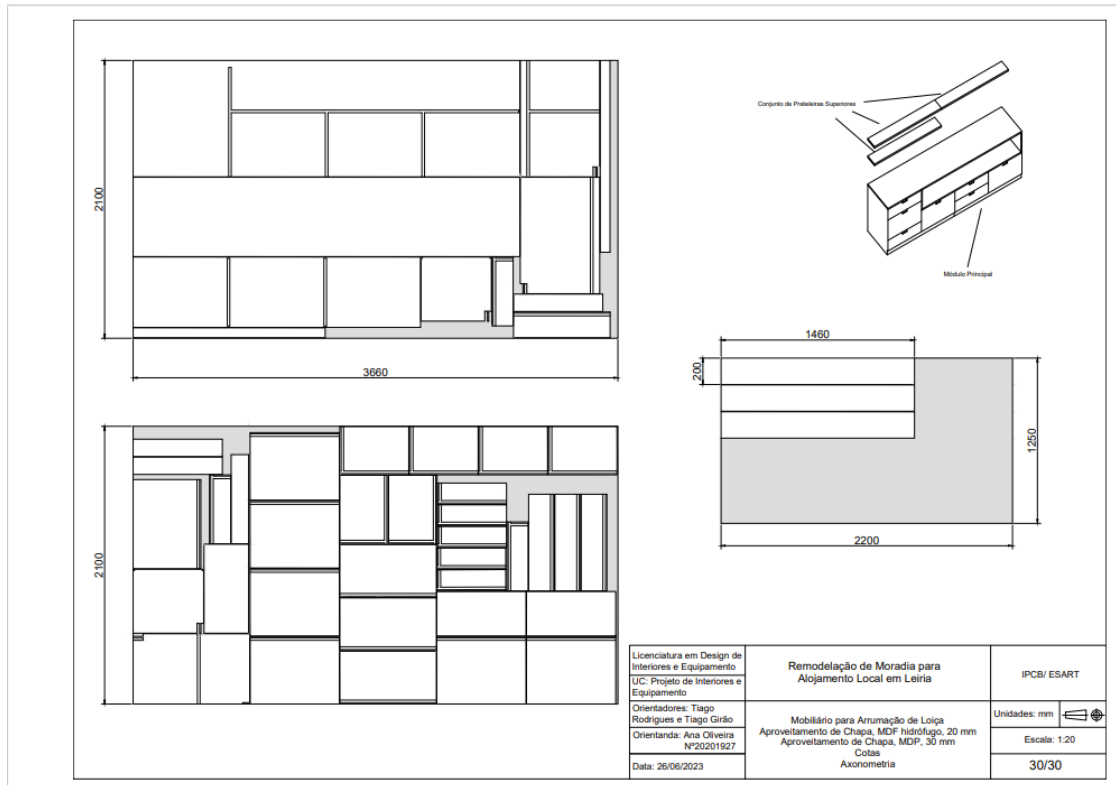 2100
3660
Conjunto de Prateleiras Superiores
Módulo Principal
1460
200
1250
2200
2100
Licenciatura em Design de
Interiores e Equipamento
UC: Projeto de Interiores e
Equipamento
Orientadores: Tiago
Rodrigues e Tiago Girão
Orientanda: Ana Oliveira
Nº20201927
Data: 26/06/2023
Remodelação de Moradia para
Alojamento Local em Leiria
Mobiliário para Arrumação de Loiça
Aproveitamento de Chapa, MDF hidrófugo, 20 mm
Aproveitamento de Chapa, MDP, 30 mm
Cotas
Axonometria
IPCB/ ESART
Unidades: mm
Escala: 1:20
30/30